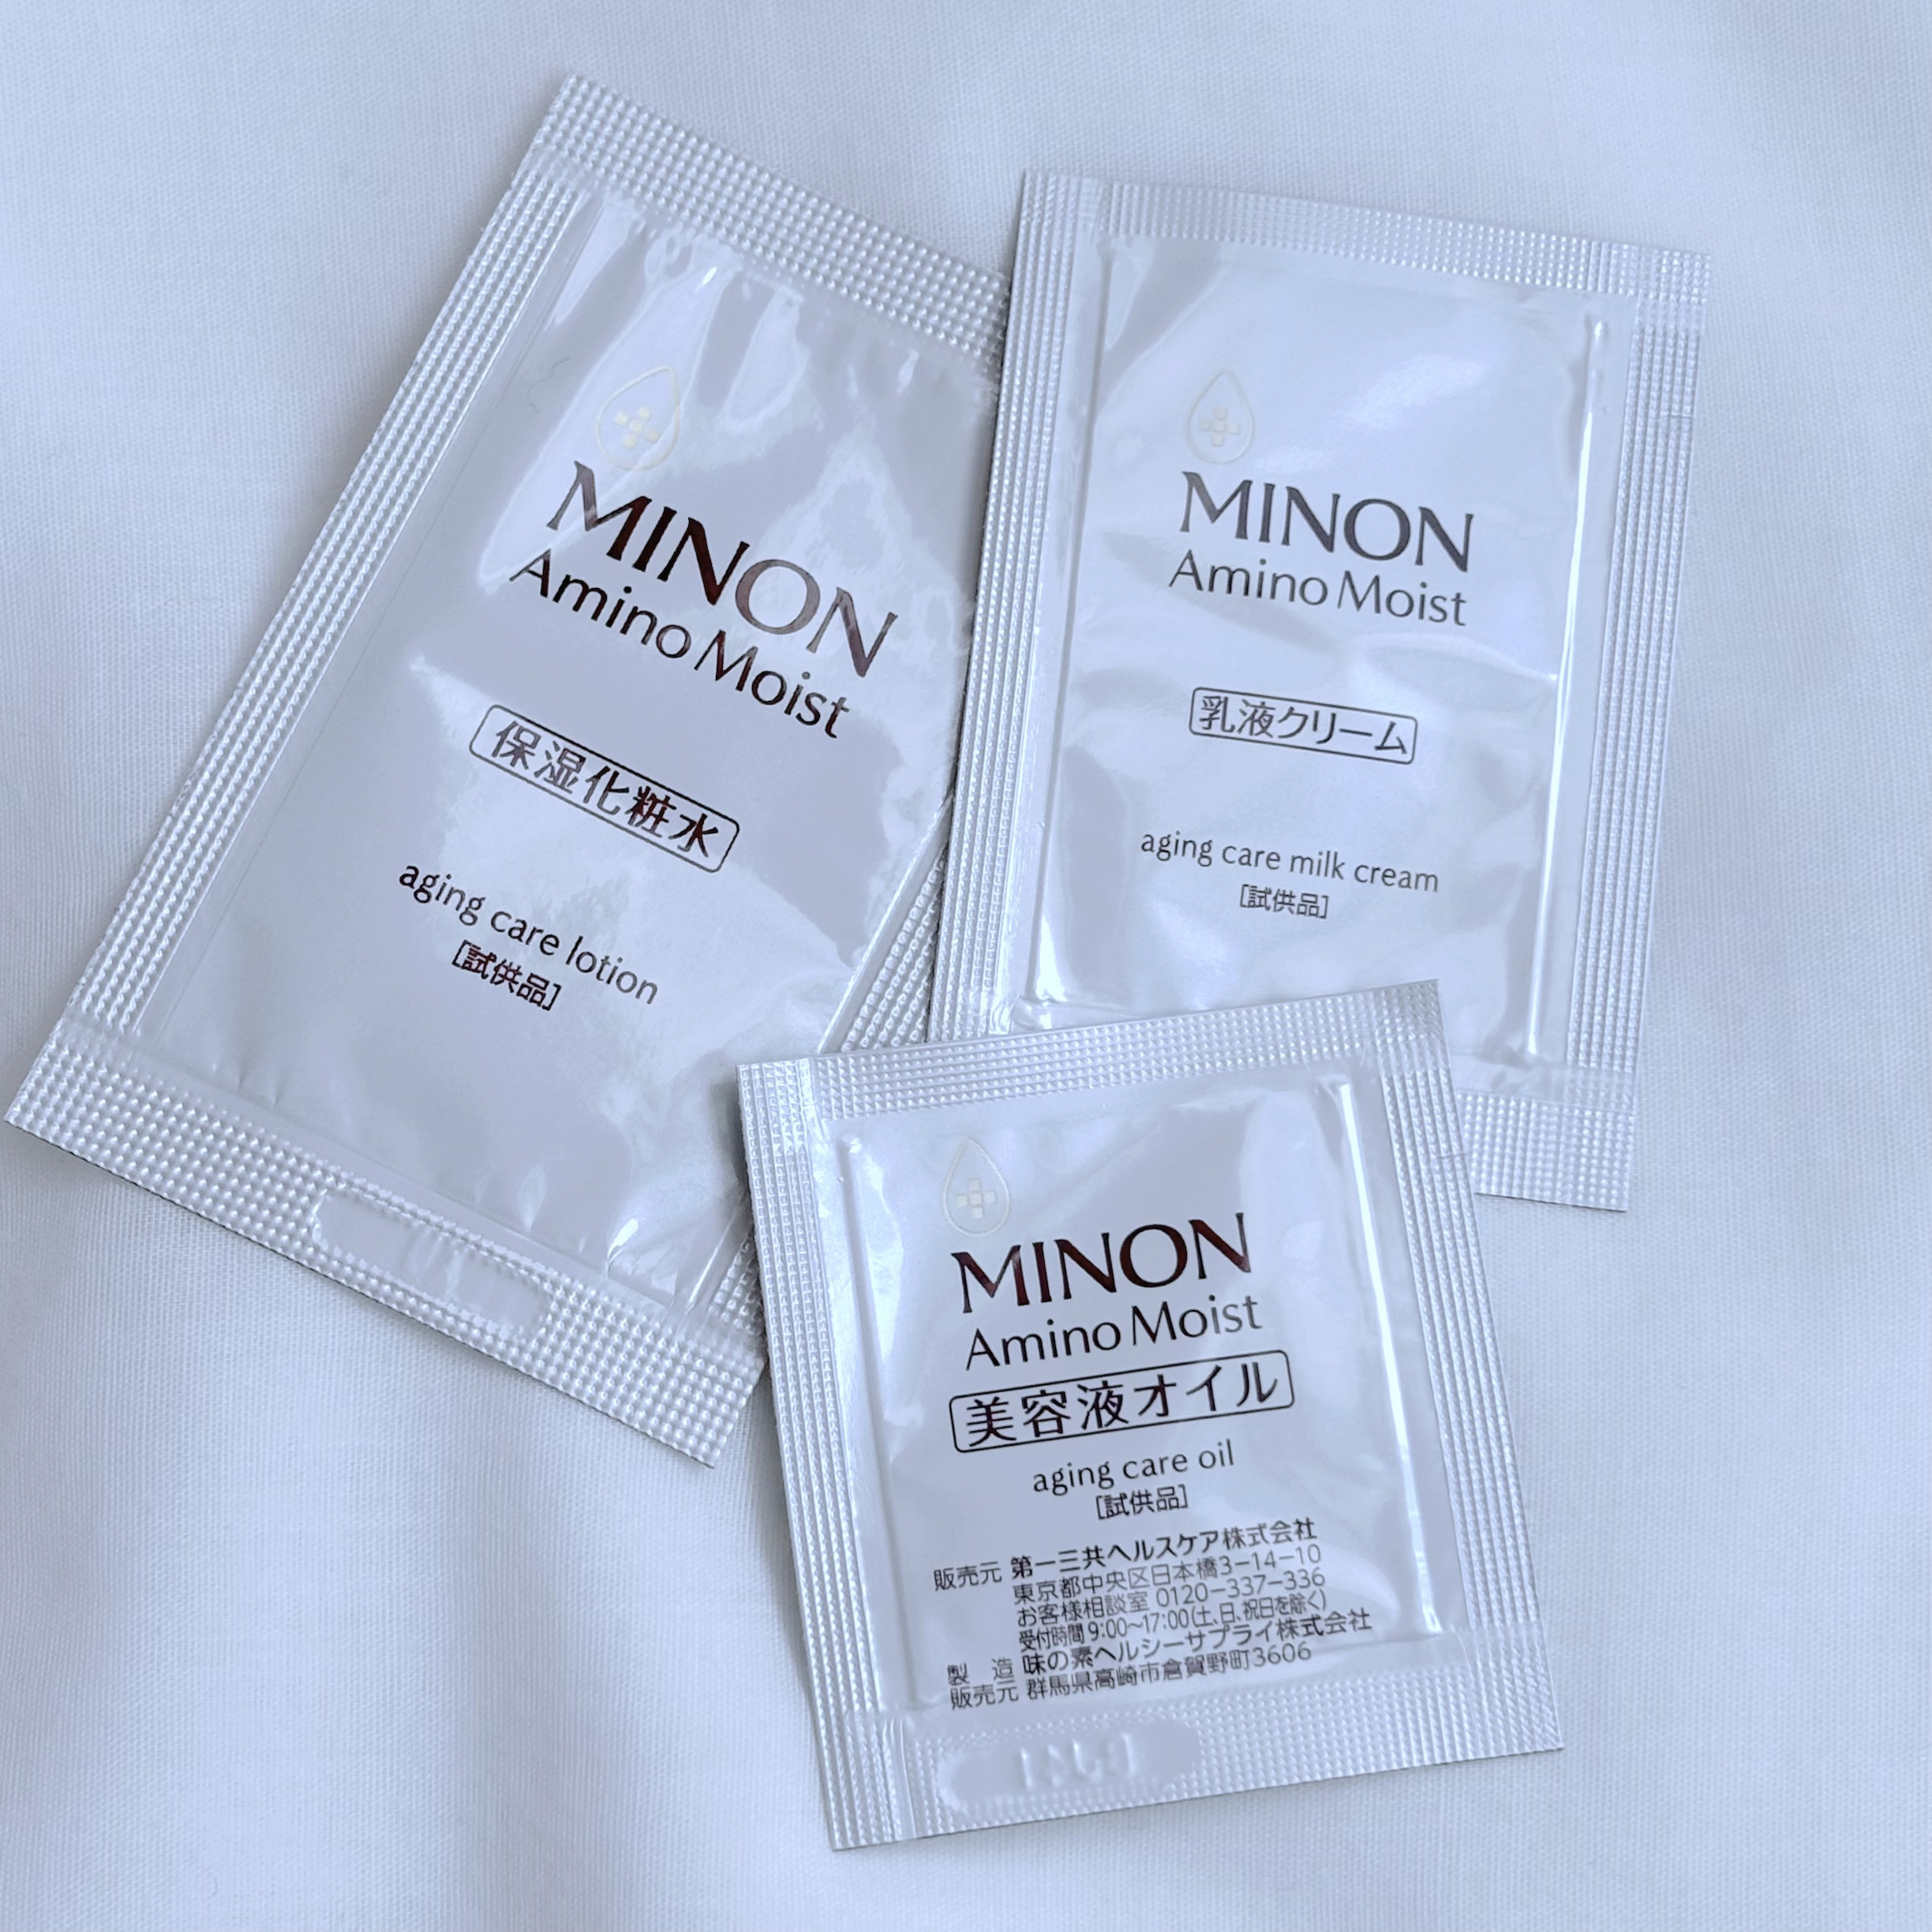 MINON
Amino Moist
保湿化粧水
aging care lotion
[試供品]
MINON
Amino Moist
乳液クリーム
aging care milk cream
[試供品]
MINON
Amino Moist
美容液オイル
aging care oil
[試供品]
販売元 第一三共ヘルスケア株式会社
東京都中央区日本橋3-14-10
お客様相談室 0120-337-336
受付時間 9:00〜17:00(土、日、祝日を除く)
製 造 味の素ヘルシーサプライ株式会社
販売元 群馬県高崎市倉賀野町3606